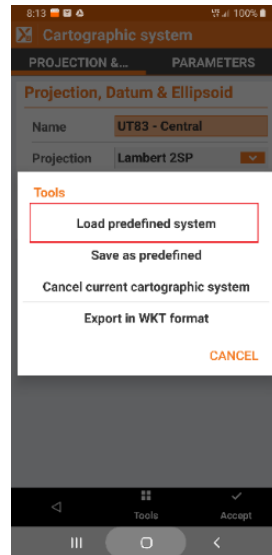 8:13 100%
Cartographic system
PROJECTION &... PARAMETERS
Projection, Datum & Ellipsoid
Name UT83 - Central
Projection Lambert 2SP
Tools
Load predefined system
Save as predefined
Cancel current cartographic system
Export in WKT format
CANCEL
Tools Accept